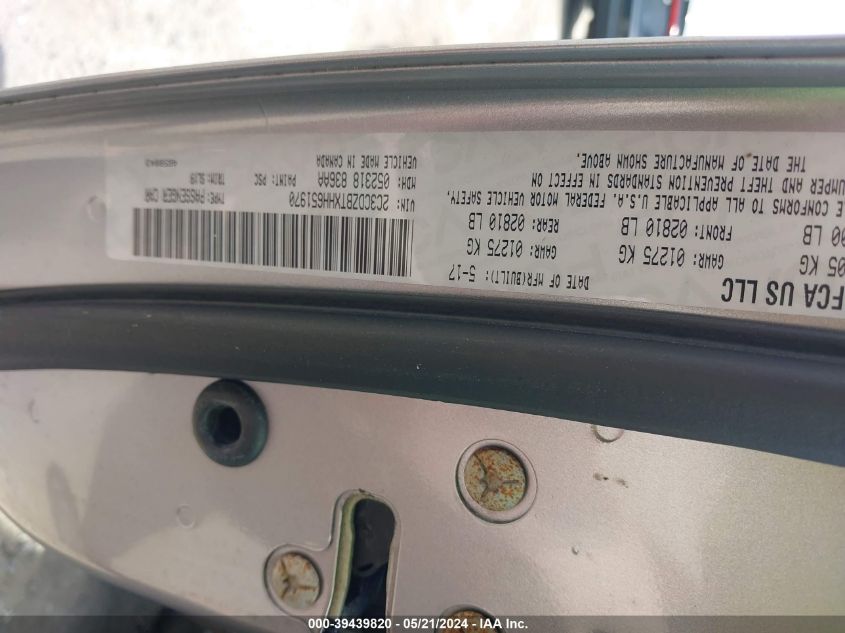 FCA US LLC DATE OF MFR(BUILT): 5-17
05 KG GAWR: 01275 KG GAWR: 01275 KG
00 LB FRONT: 02810 LB REAR: 02810 LB
E CONFORMS TO ALL APPLICABLE U.S.A. FEDERAL MOTOR VEHICLE SAFETY,
UMPER AND THEFT PREVENTION STANDARDS IN EFFECT ON
THE DATE OF MANUFACTURE SHOWN ABOVE.
VIN: 2C3CDZBTXHH651970 TYPE: PASSENGER CAR
MDH: 052318 836AA PAINT: PSC TRIM:
VEHICLE MADE IN CANADA
000-39439820 - 05/21/2024 - IAA Inc.